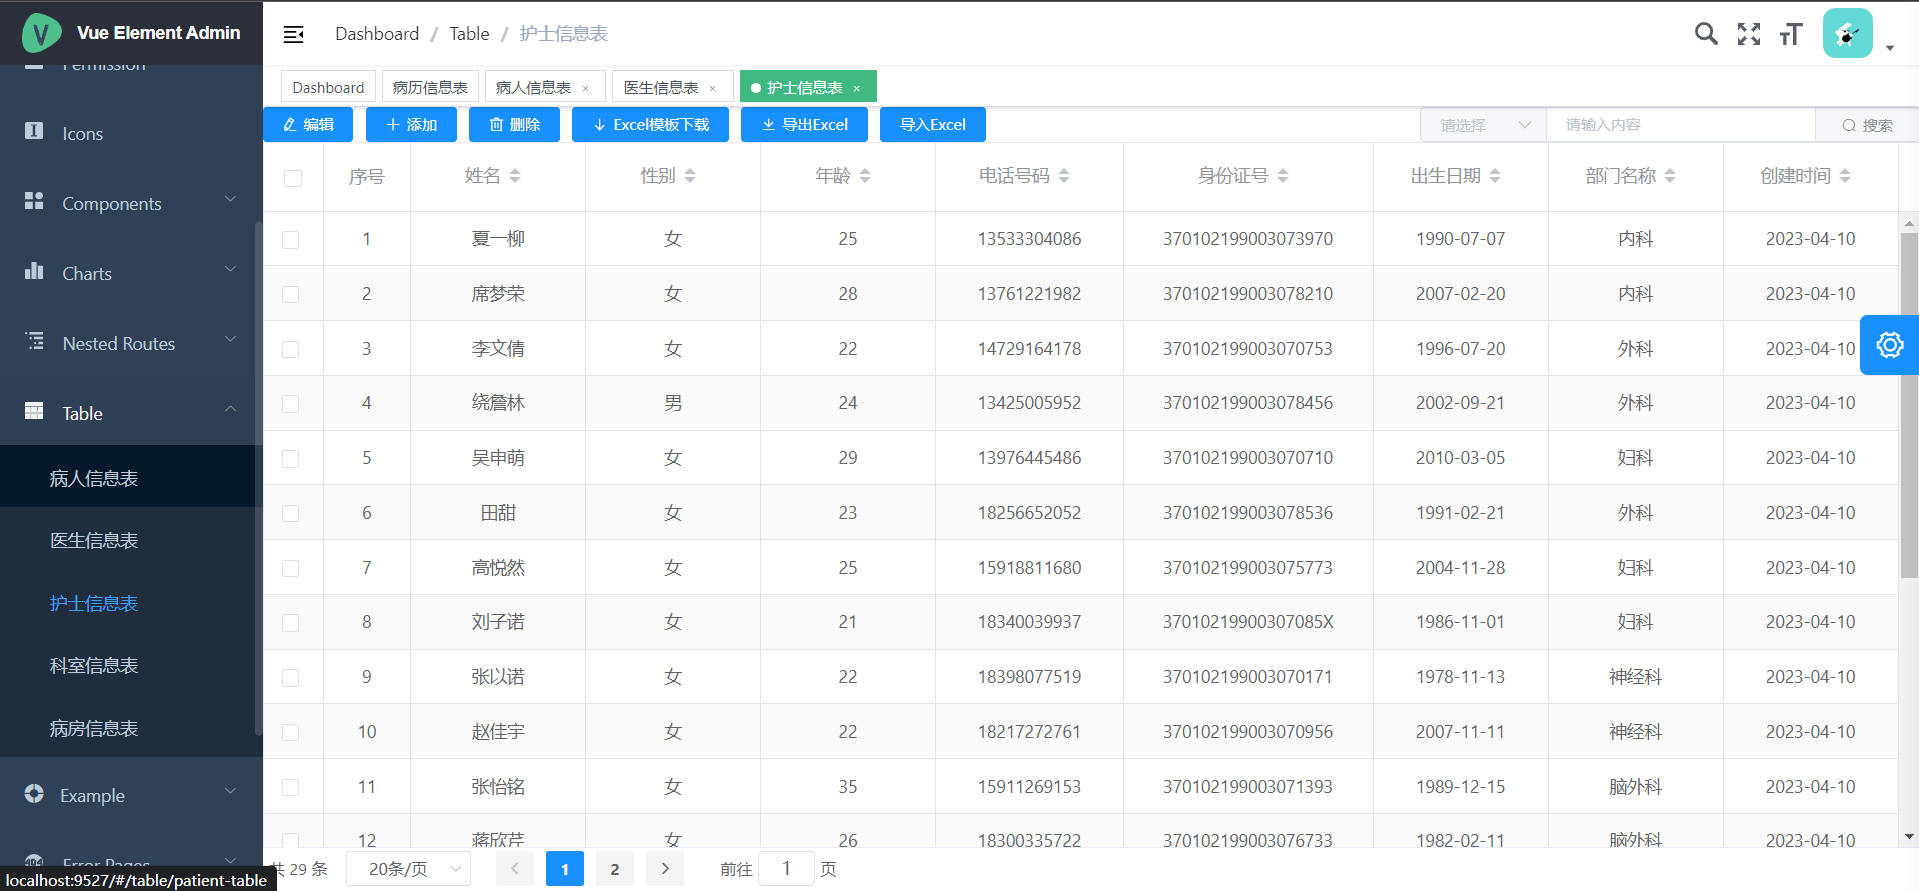 Vue Element Admin
Dashboard / Table / 护士信息表
Permission
Icons
Components
Charts
Nested Routes
Table
病人信息表
医生信息表
护士信息表
科室信息表
病房信息表
Example
Error Pages
localhost:9527/#/table/patient-table
Dashboard 病历信息表 病人信息表 × 医生信息表 × 护士信息表 ×
编辑 添加 删除 Excel模板下载 导出Excel 导入Excel 请选择 请输入内容 搜索
序号 姓名 性别 年龄 电话号码 身份证号 出生日期 部门名称 创建时间
1 夏一柳 女 25 13533304086 370102199003073970 1990-07-07 内科 2023-04-10
2 席梦荣 女 28 13761221982 370102199003078210 2007-02-20 内科 2023-04-10
3 李文倩 女 22 14729164178 370102199003070753 1996-07-20 外科 2023-04-10
4 绕詹林 男 24 13425005952 370102199003078456 2002-09-21 外科 2023-04-10
5 吴申萌 女 29 13976445486 370102199003070710 2010-03-05 妇科 2023-04-10
6 田甜 女 23 18256652052 370102199003078536 1991-02-21 外科 2023-04-10
7 高悦然 女 25 15918811680 370102199003075773 2004-11-28 妇科 2023-04-10
8 刘子诺 女 21 18340039937 37010219900307085X 1986-11-01 妇科 2023-04-10
9 张以诺 女 22 18398077519 370102199003070171 1978-11-13 神经科 2023-04-10
10 赵佳宇 女 22 18217272761 370102199003070956 2007-11-11 神经科 2023-04-10
11 张怡铭 女 35 15911269153 370102199003071393 1989-12-15 脑外科 2023-04-10
12 蒋欣芹 女 26 18300335722 370102199003076733 1982-02-11 脑外科 2023-04-10
共 29 条 20条/页 1 2 前往 1 页